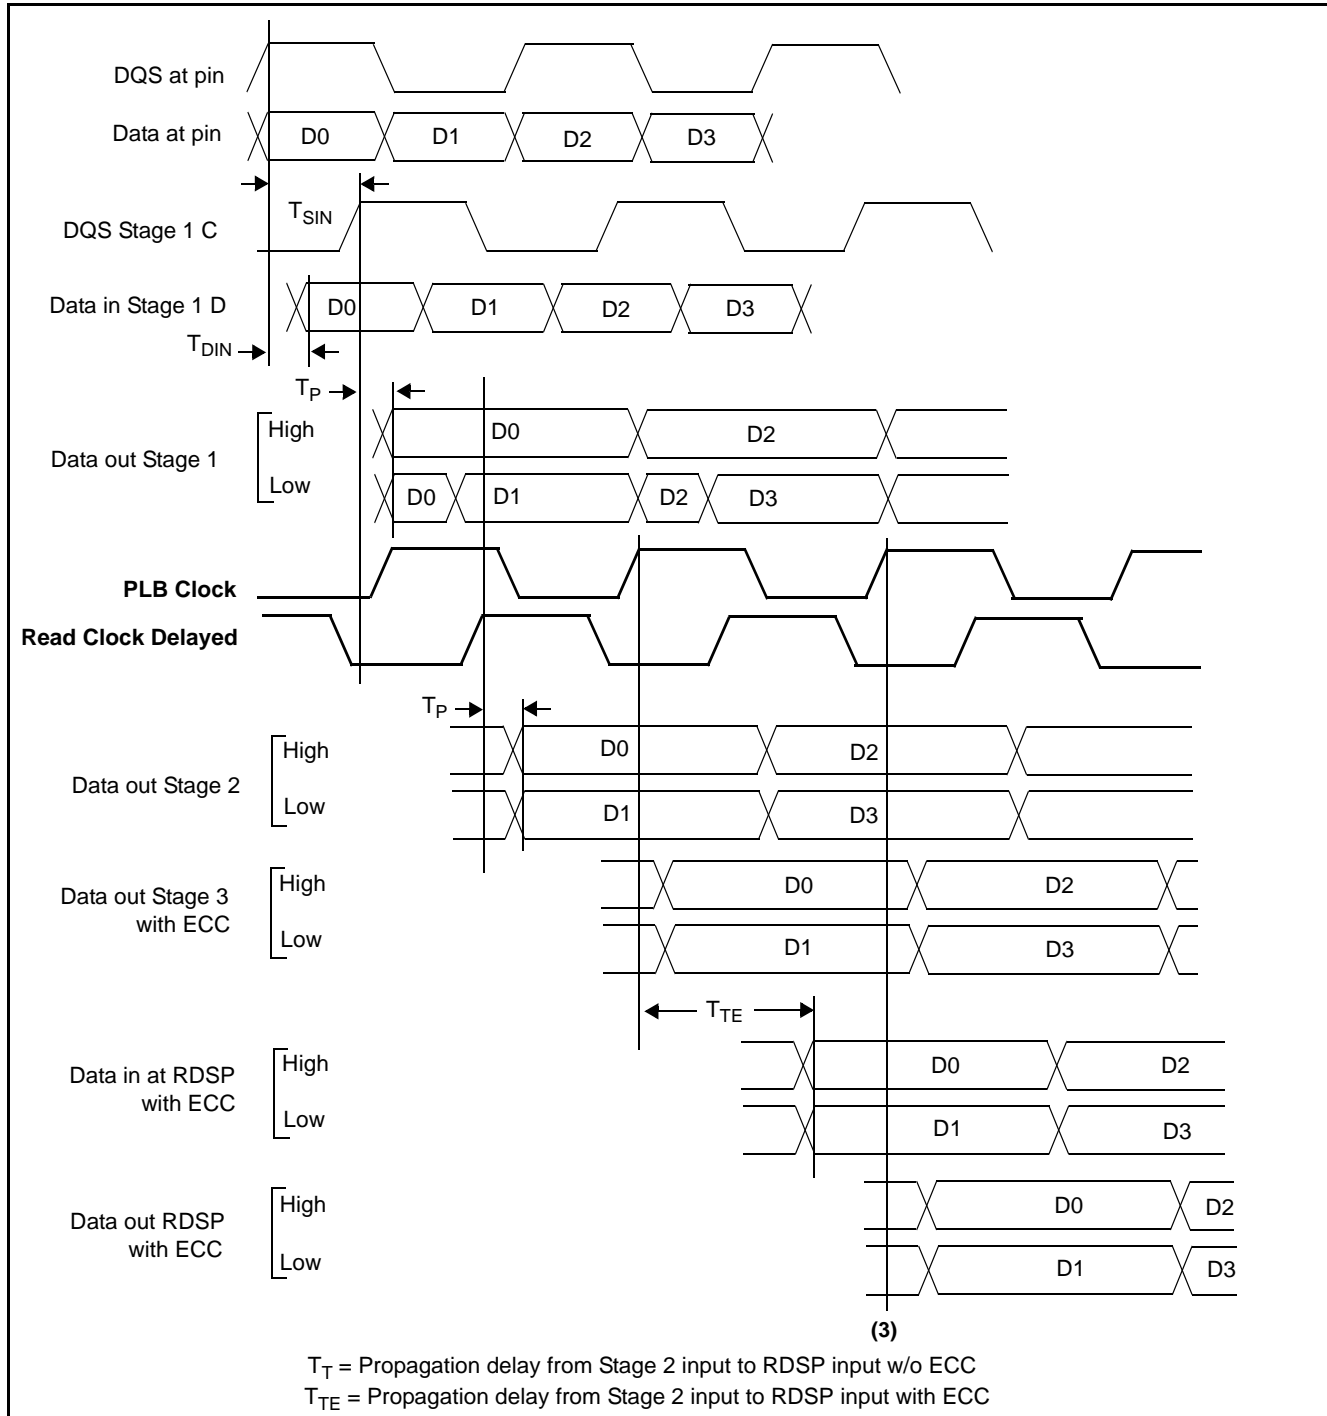 DQS at pin
Data at pin
D0 D1 D2 D3
TSIN
DQS Stage 1 C
Data in Stage 1 D
D0 D1 D2 D3
TDIN
TP
Data out Stage 1
High
D0 D2
Low
D0 D1 D2 D3
PLB Clock
Read Clock Delayed
TP
Data out Stage 2
High
D0 D2
Low
D1 D3
Data out Stage 3
with ECC
High
D0 D2
Low
D1 D3
TTE
Data in at RDSP
with ECC
High
D0 D2
Low
D1 D3
Data out RDSP
with ECC
High
D0 D2
Low
D1 D3
(3)
TT = Propagation delay from Stage 2 input to RDSP input w/o ECC
TTE = Propagation delay from Stage 2 input to RDSP input with ECC